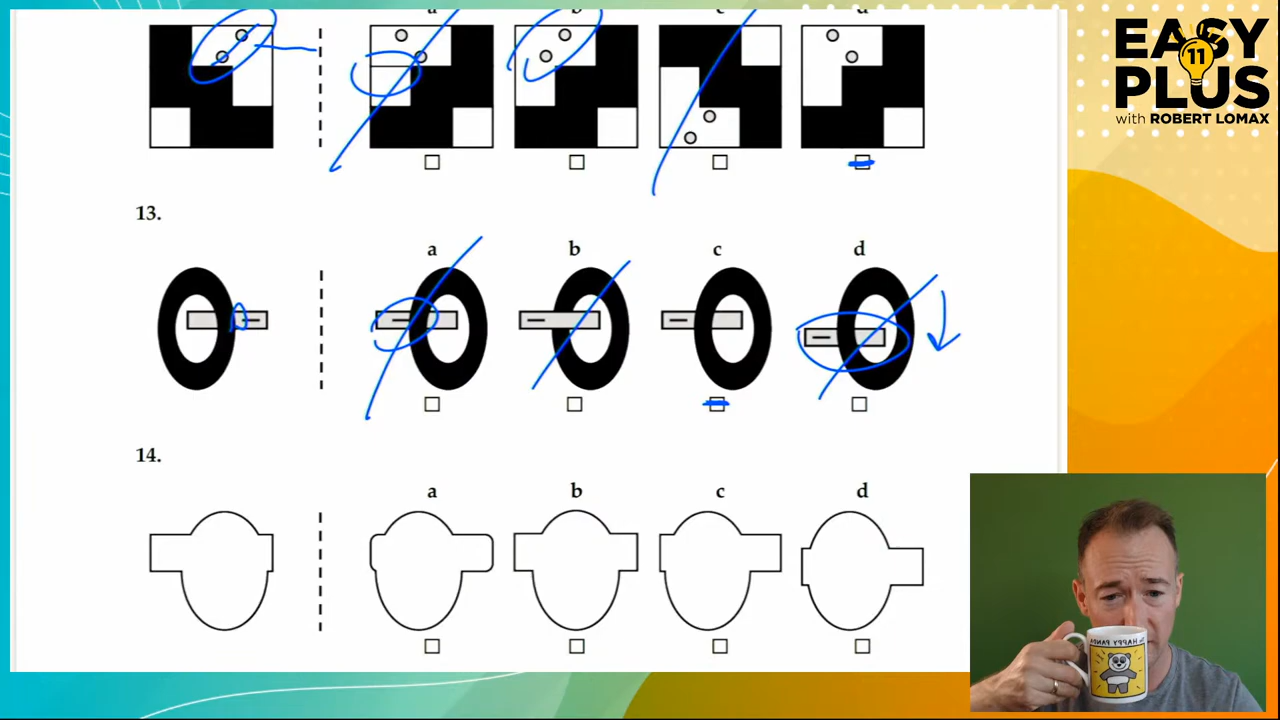 EASY
11
PLUS
with ROBERT LOMAX
a b c d
13.
a b c d
14.
a b c d
HAPPY PANDA